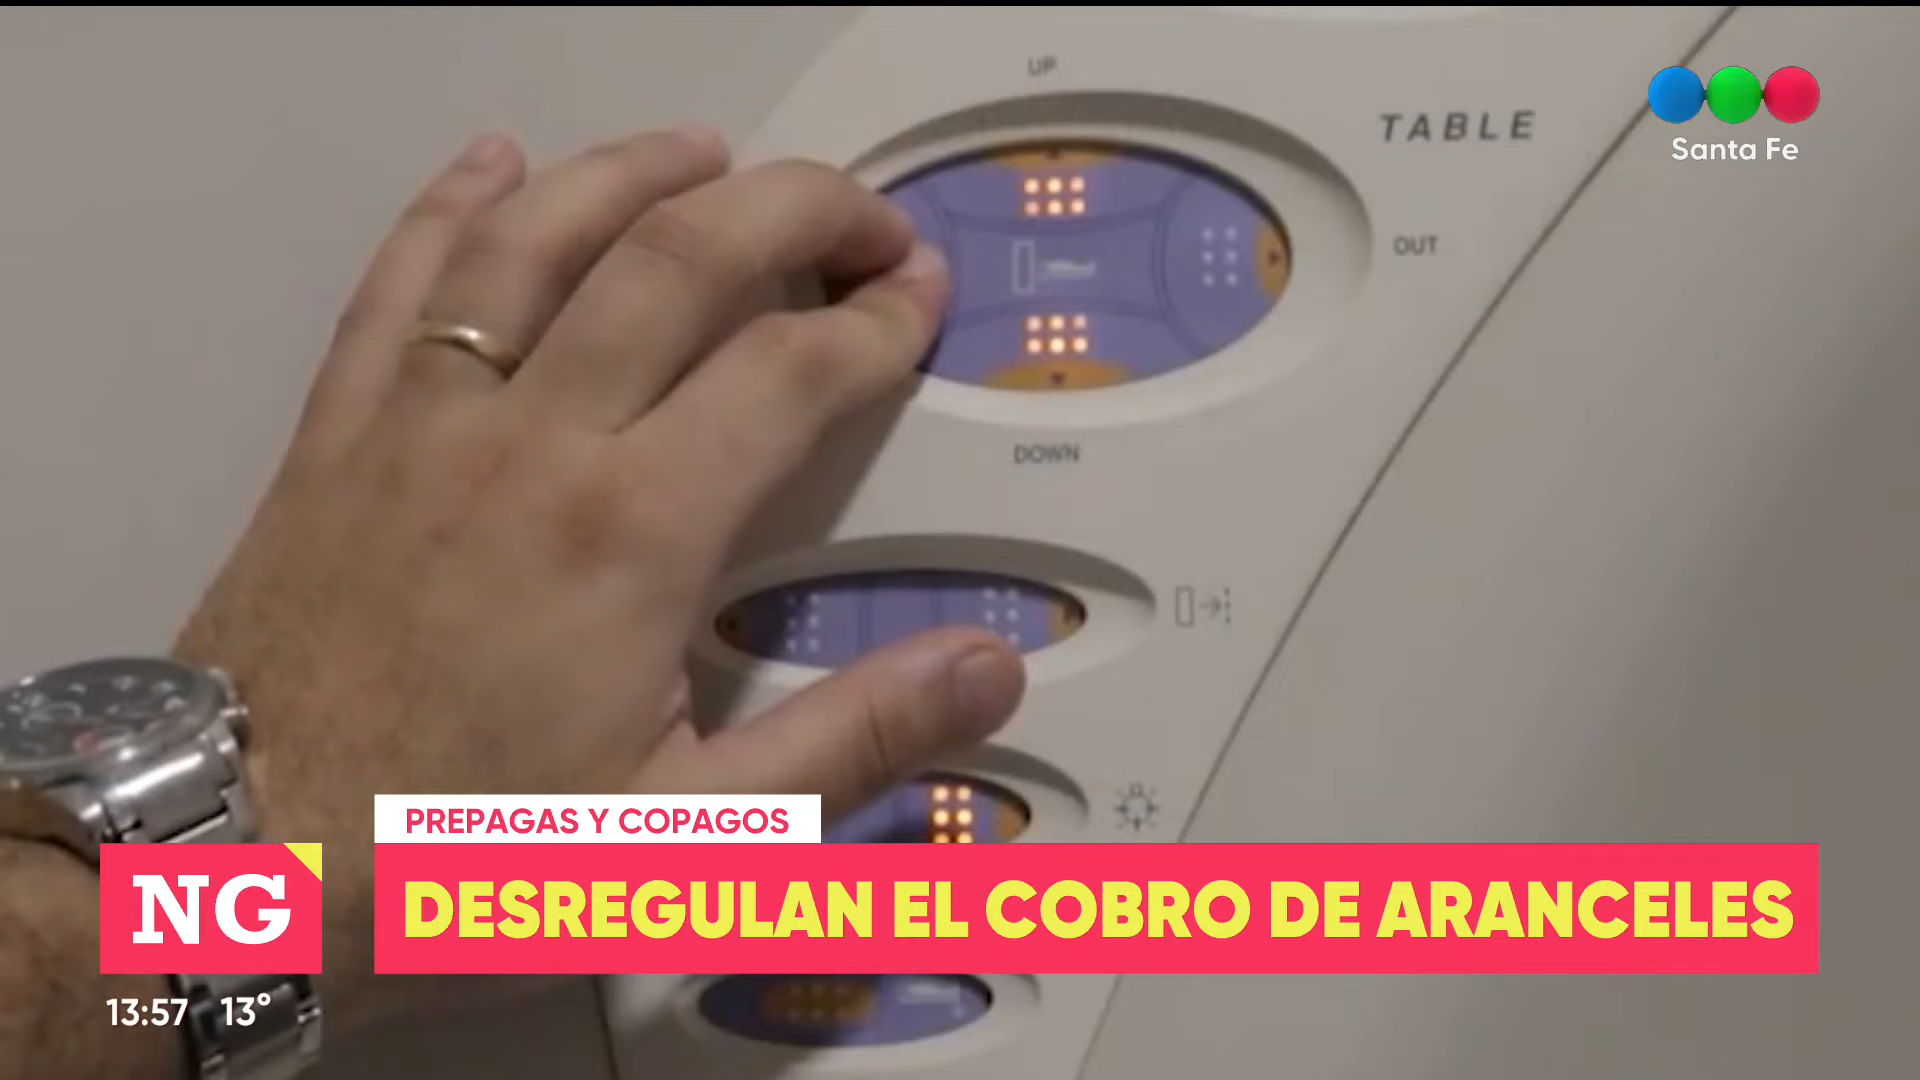 UP
TABLE
Santa Fe
OUT
DOWN
PREPAGAS Y COPAGOS
NG
DESREGULAN EL COBRO DE ARANCELES
13:57 13°